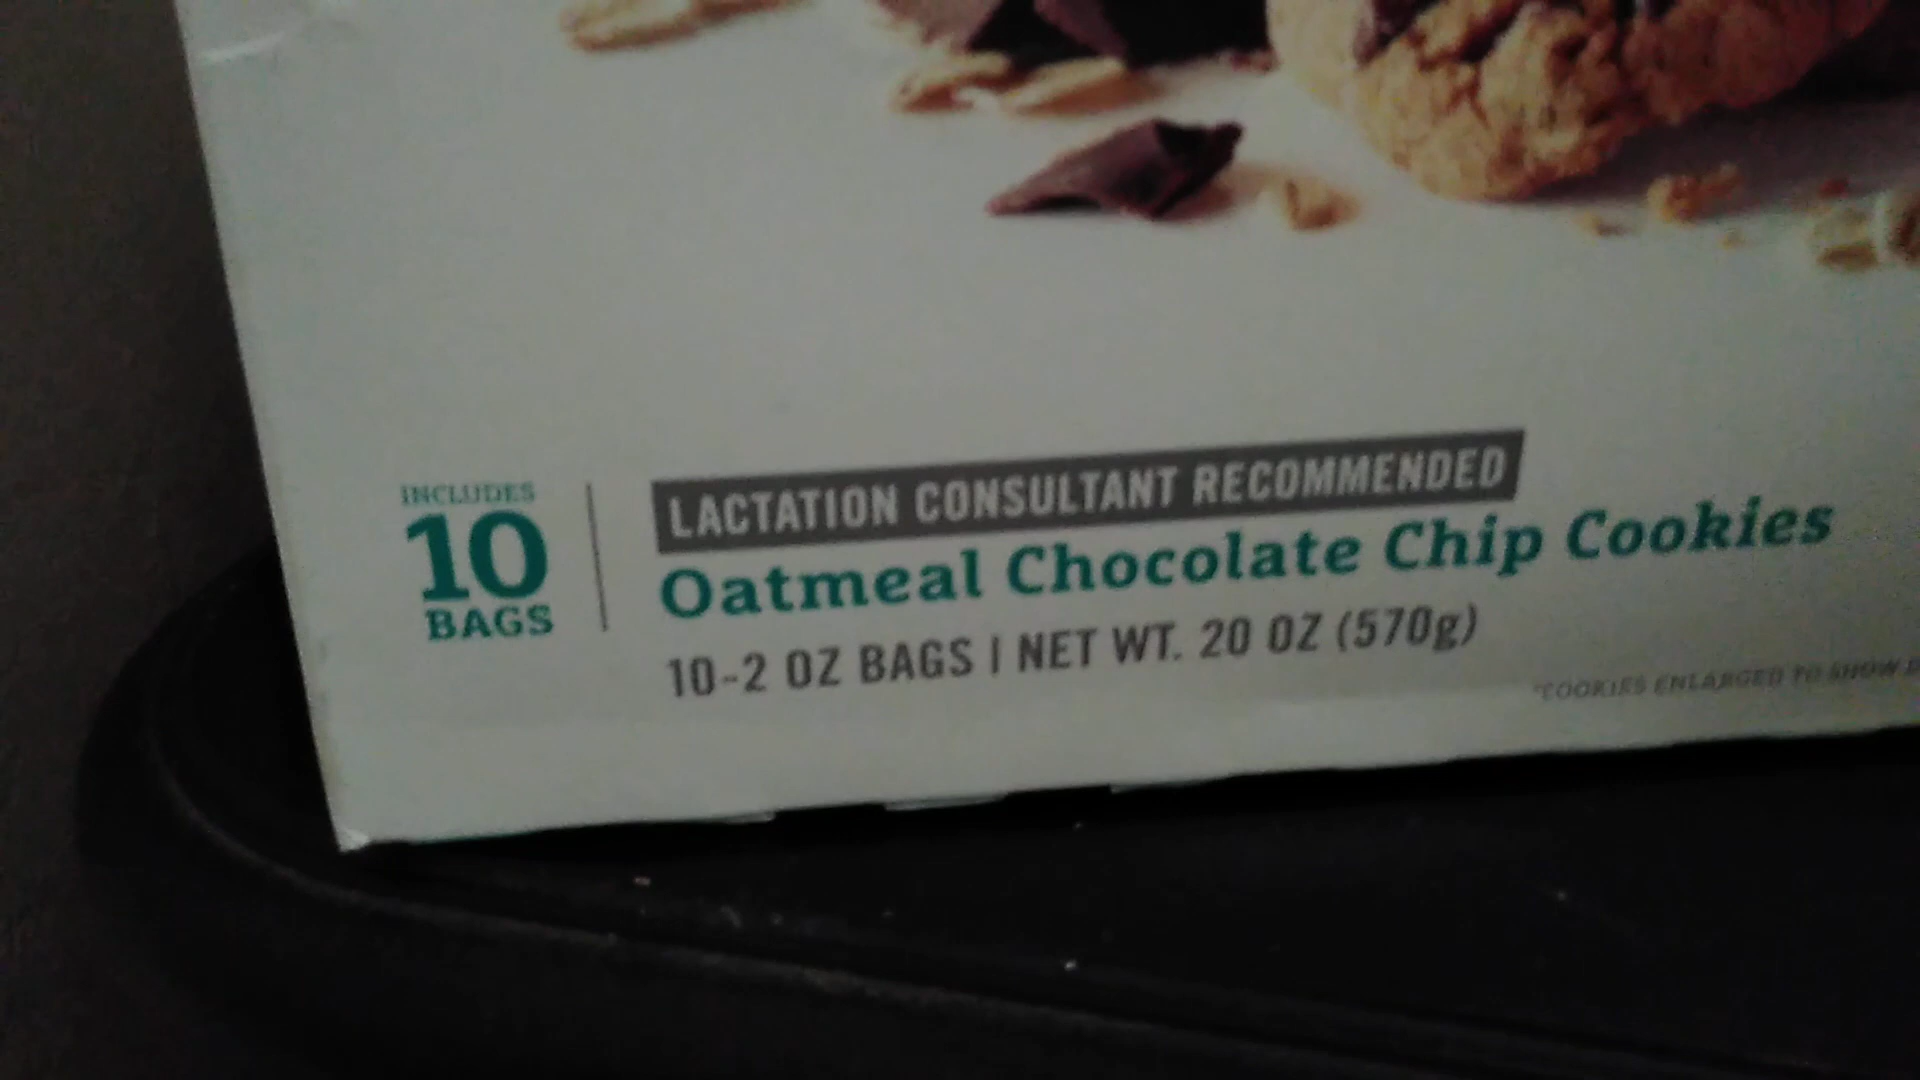 INCLUDES
10
BAGS
LACTATION CONSULTANT RECOMMENDED
Oatmeal Chocolate Chip Cookies
10-2 OZ BAGS | NET WT. 20 OZ (570g)
*COOKIES ENLARGED TO SHOW